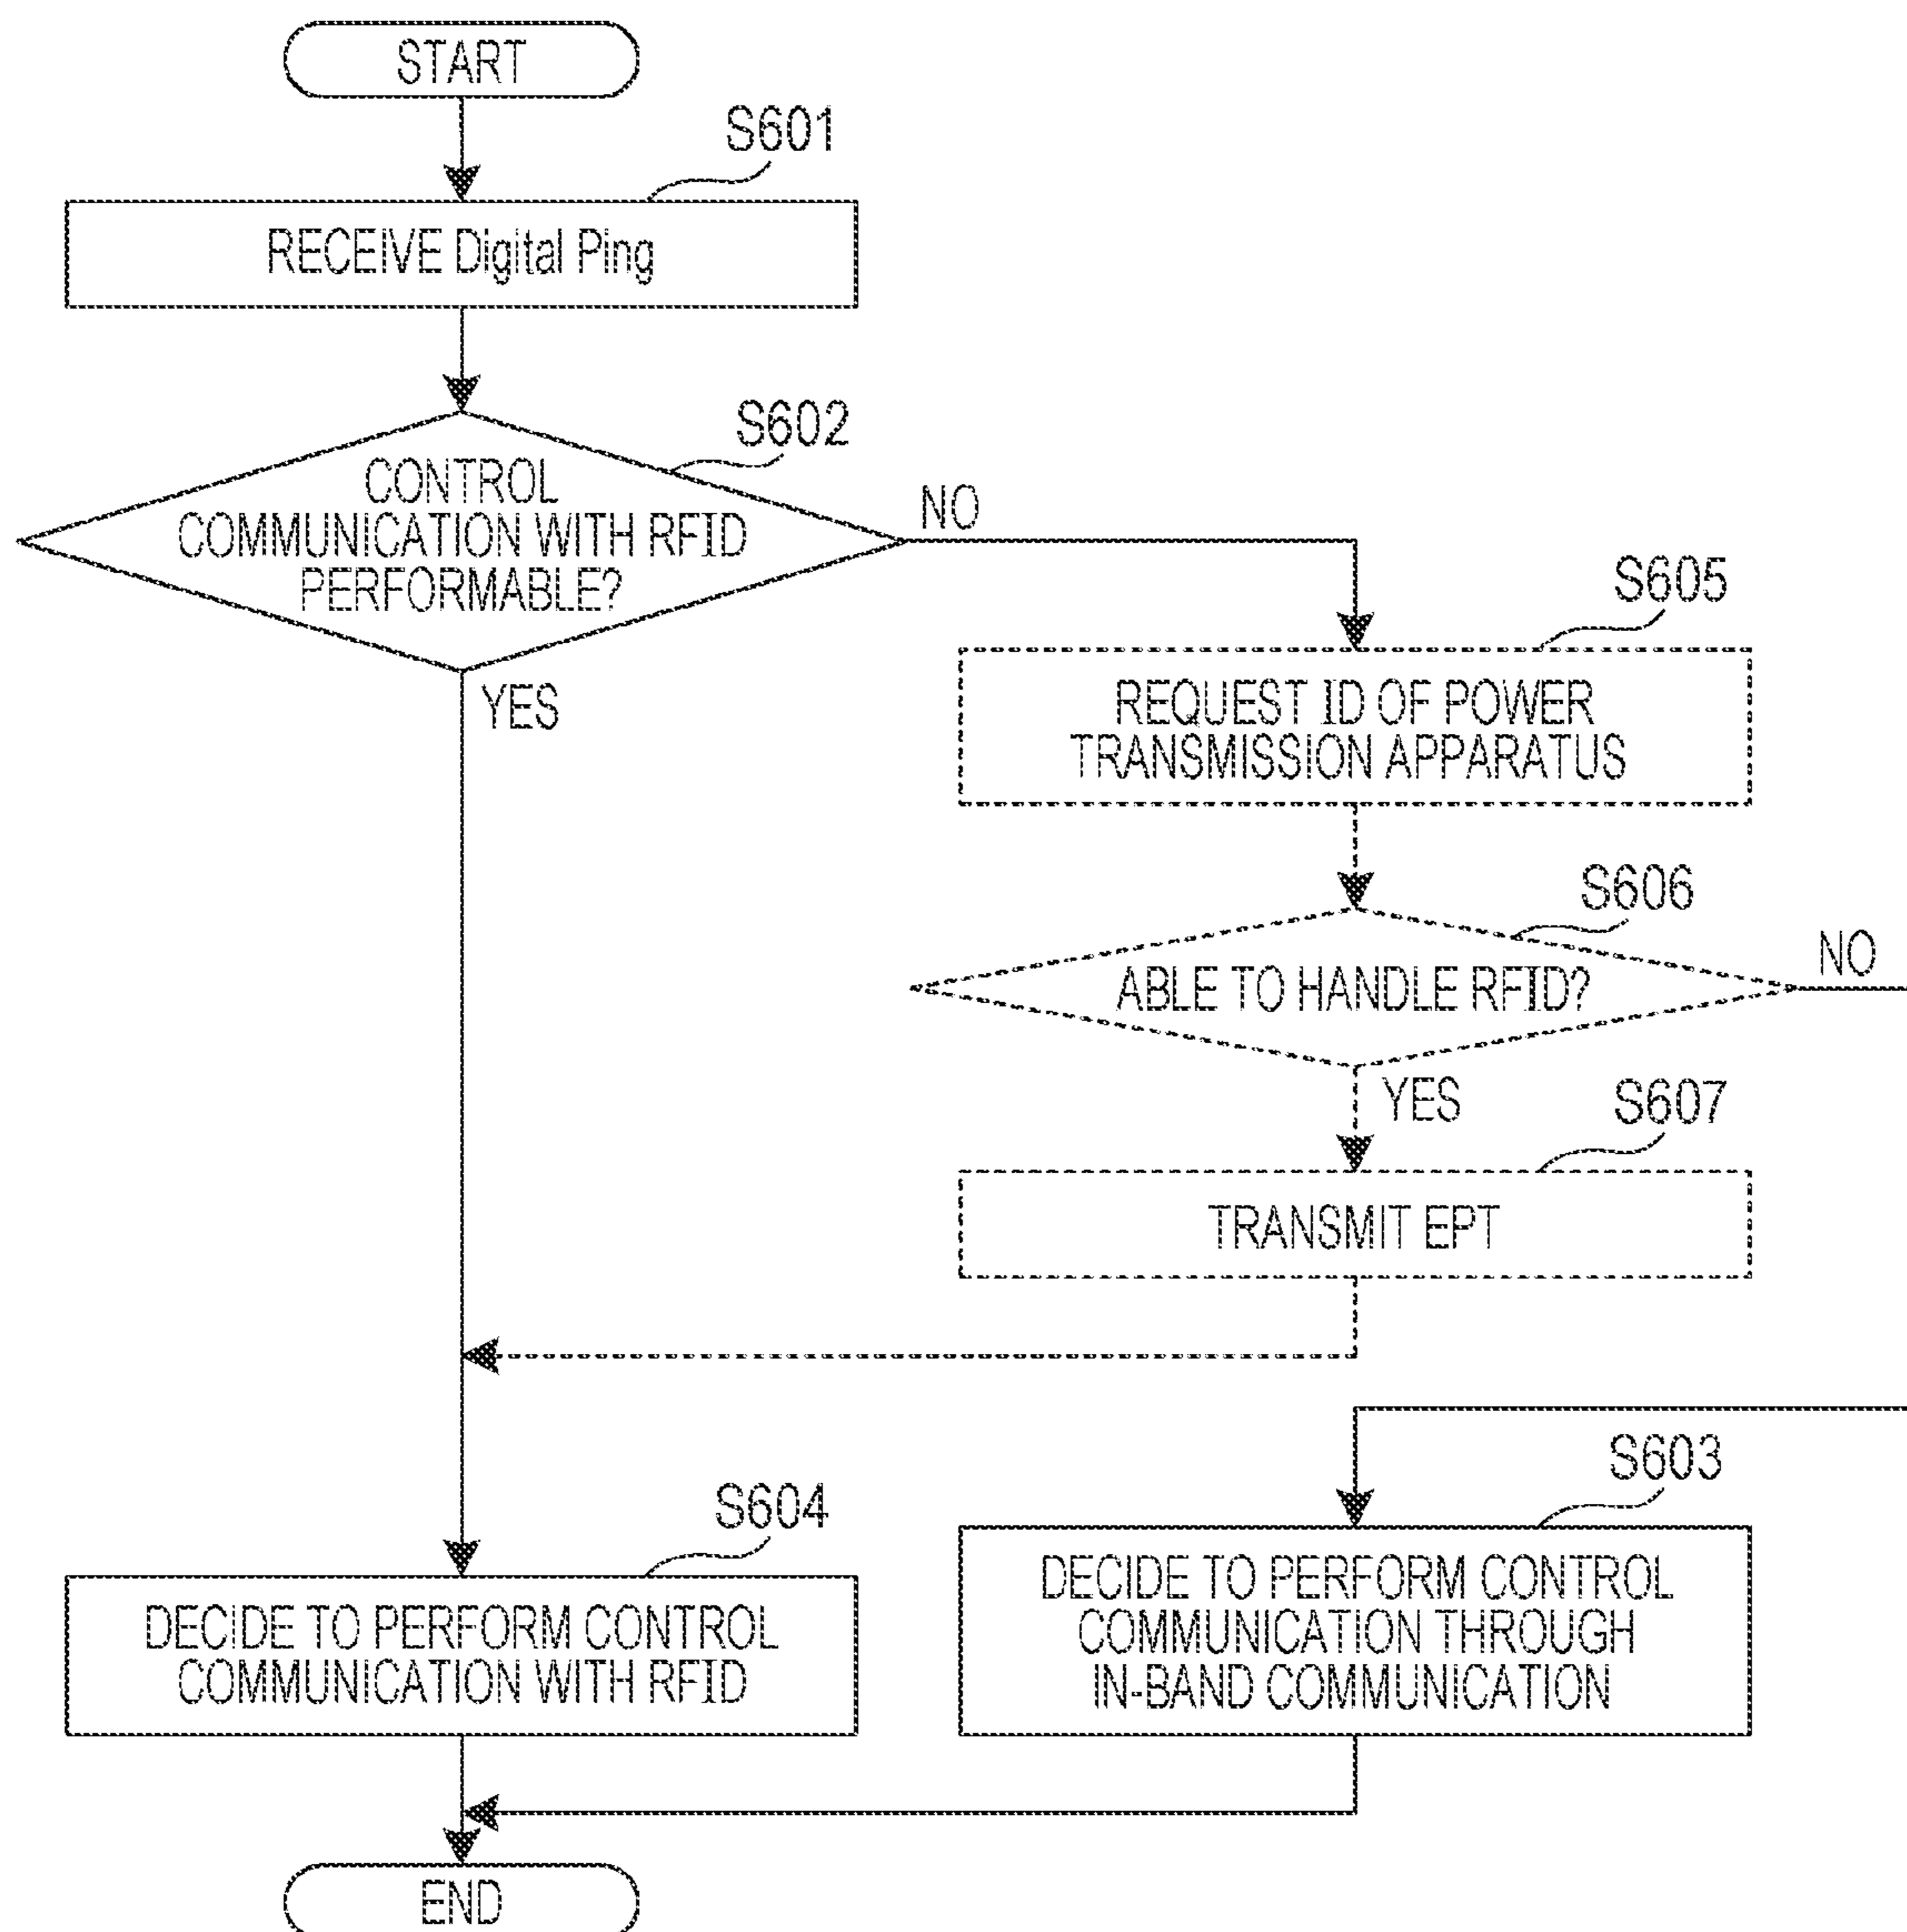 START
S601
RECEIVE Digital Ping
S602
CONTROL
COMMUNICATION WITH RFID
PERFORMABLE?
NO
YES
S605
REQUEST ID OF POWER
TRANSMISSION APPARATUS
S606
ABLE TO HANDLE RFID?
NO
YES
S607
TRANSMIT EPT
S604
DECIDE TO PERFORM CONTROL
COMMUNICATION WITH RFID
S603
DECIDE TO PERFORM CONTROL
COMMUNICATION THROUGH
IN-BAND COMMUNICATION
END